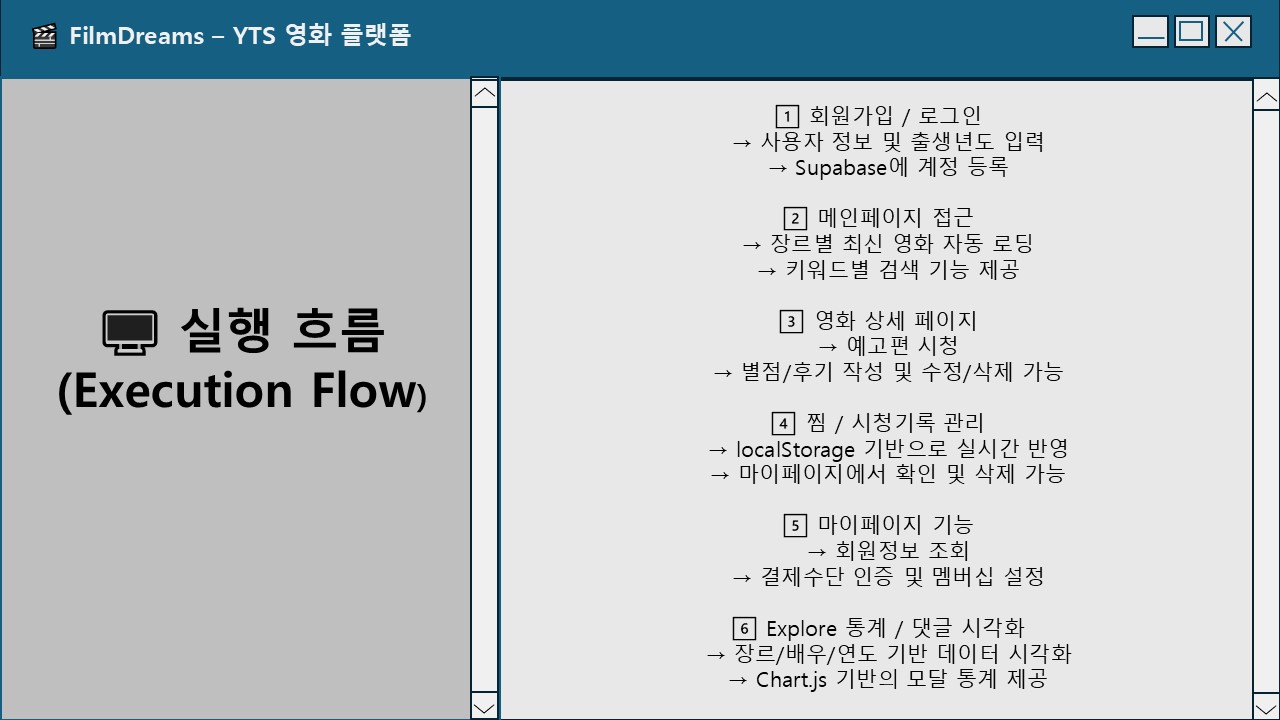 🎬 FilmDreams – YTS 영화 플랫폼
🖥 실행 흐름
(Execution Flow)
1️⃣ 회원가입 / 로그인
→ 사용자 정보 및 출생년도 입력
→ Supabase에 계정 등록
2️⃣ 메인페이지 접근
→ 장르별 최신 영화 자동 로딩
→ 키워드별 검색 기능 제공
3️⃣ 영화 상세 페이지
→ 예고편 시청
→ 별점/후기 작성 및 수정/삭제 가능
4️⃣ 찜 / 시청기록 관리
→ localStorage 기반으로 실시간 반영
→ 마이페이지에서 확인 및 삭제 가능
5️⃣ 마이페이지 기능
→ 회원정보 조회
→ 결제수단 인증 및 멤버십 설정
6️⃣ Explore 통계 / 댓글 시각화
→ 장르/배우/연도 기반 데이터 시각화
→ Chart.js 기반의 모달 통계 제공